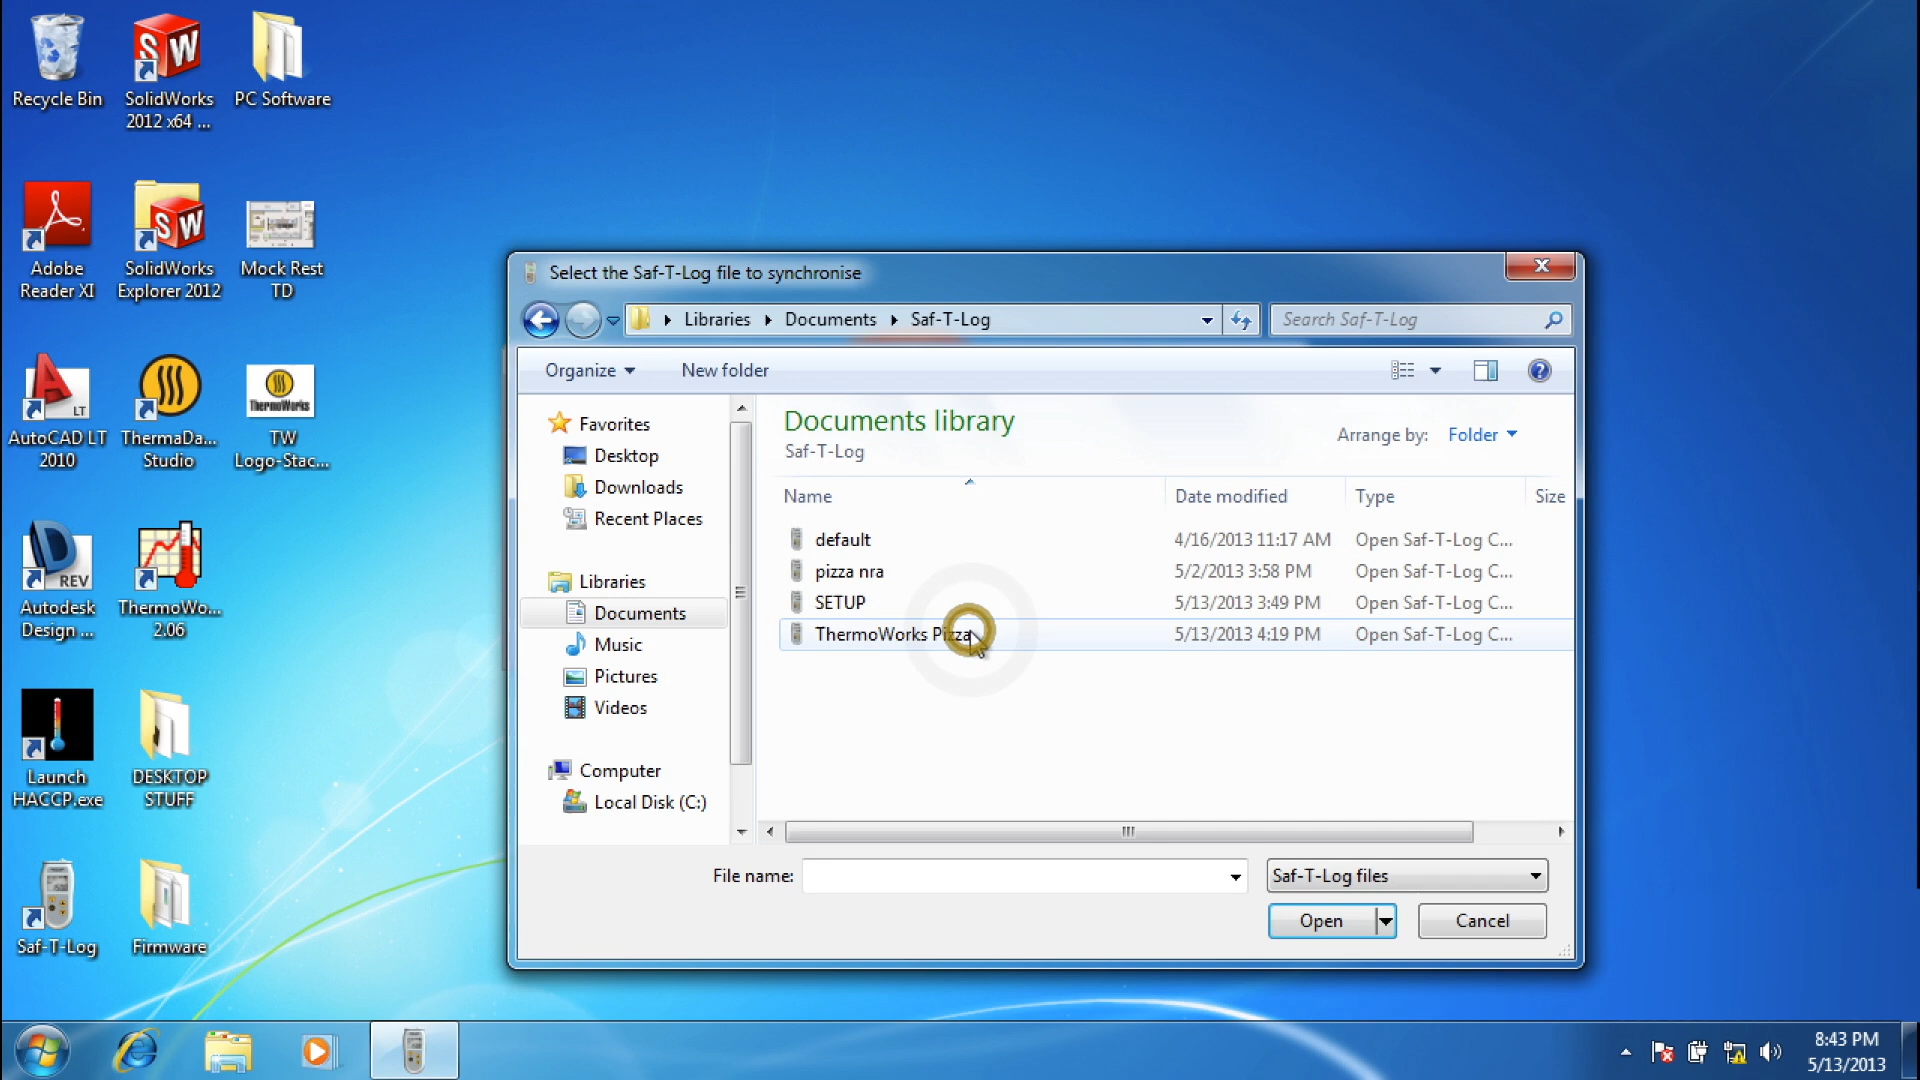 Recycle Bin
SolidWorks
2012 x64 ...
PC Software
Adobe
Reader XI
SolidWorks
Explorer 2012
Mock Rest
TD
LT
AutoCAD LT
2010
ThermaDa...
Studio
ThermoWorks
TW
Logo-Stac...
REV
Autodesk
Design ...
ThermoWo...
2.06
Launch
HACCP.exe
DESKTOP
STUFF
Saf-T-Log
Firmware
Select the Saf-T-Log file to synchronise
Libraries
Documents
Saf-T-Log
Search Saf-T-Log
Organize
New folder
Favorites
Desktop
Downloads
Recent Places
Libraries
Documents
Music
Pictures
Videos
Computer
Local Disk (C:)
Documents library
Saf-T-Log
Arrange by: Folder
Name Date modified Type Size
default 4/16/2013 11:17 AM Open Saf-T-Log C...
pizza nra 5/2/2013 3:58 PM Open Saf-T-Log C...
SETUP 5/13/2013 3:49 PM Open Saf-T-Log C...
ThermoWorks Pizza 5/13/2013 4:19 PM Open Saf-T-Log C...
File name:
Saf-T-Log files
Open
Cancel
8:43 PM
5/13/2013